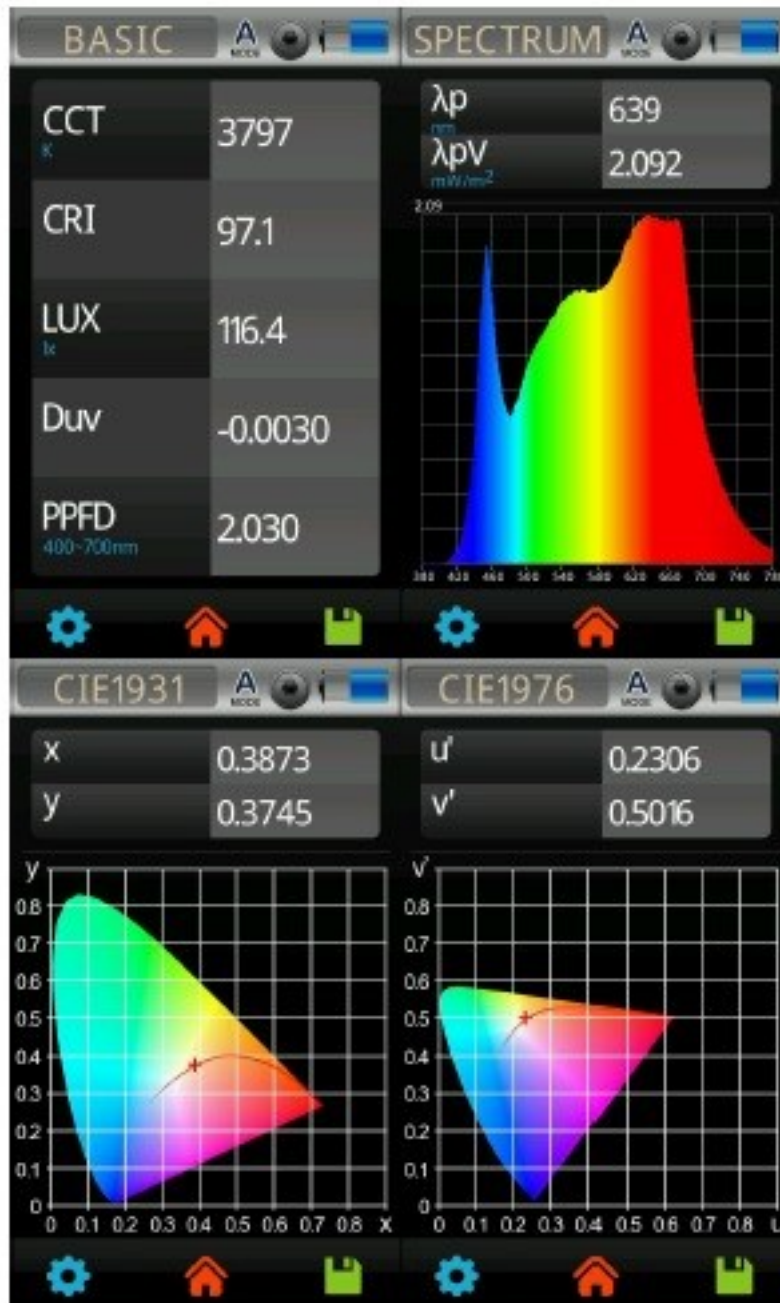 BASIC
A
MODE
CCT
K
3797
CRI
97.1
LUX
lx
116.4
Duv
-0.0030
PPFD
400~700nm
2.030
SPECTRUM
A
MODE
λp
nm
639
λpV
mW/m²
2.092
2.09
380 420 460 500 540 580 620 660 700 740 780
CIE1931
A
MODE
x
0.3873
y
0.3745
y
0.8
0.7
0.6
0.5
0.4
0.3
0.2
0.1
0
0 0.1 0.2 0.3 0.4 0.5 0.6 0.7 0.8 x
CIE1976
A
MODE
u'
0.2306
v'
0.5016
v'
0.8
0.7
0.6
0.5
0.4
0.3
0.2
0.1
0
0 0.1 0.2 0.3 0.4 0.5 0.6 0.7 0.8 u